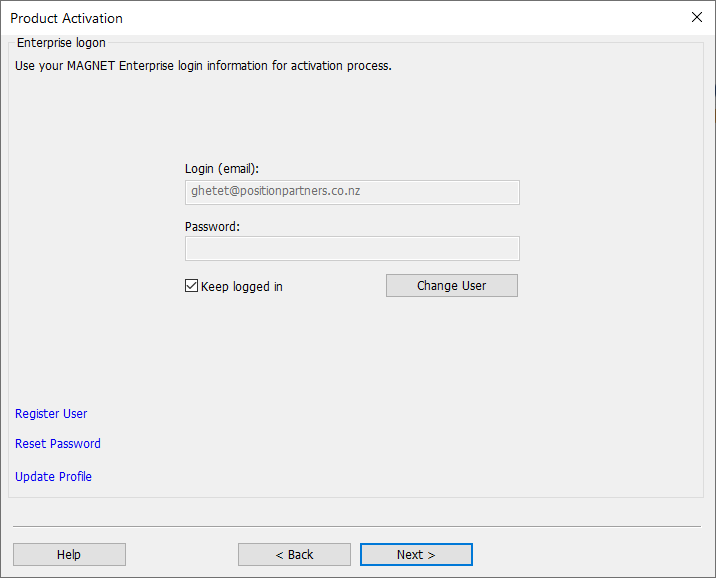 Product Activation
Enterprise logon
Use your MAGNET Enterprise login information for activation process.
Login (email):
ghetet@positionpartners.co.nz
Password:
Keep logged in
Change User
Register User
Reset Password
Update Profile
Help
< Back
Next >